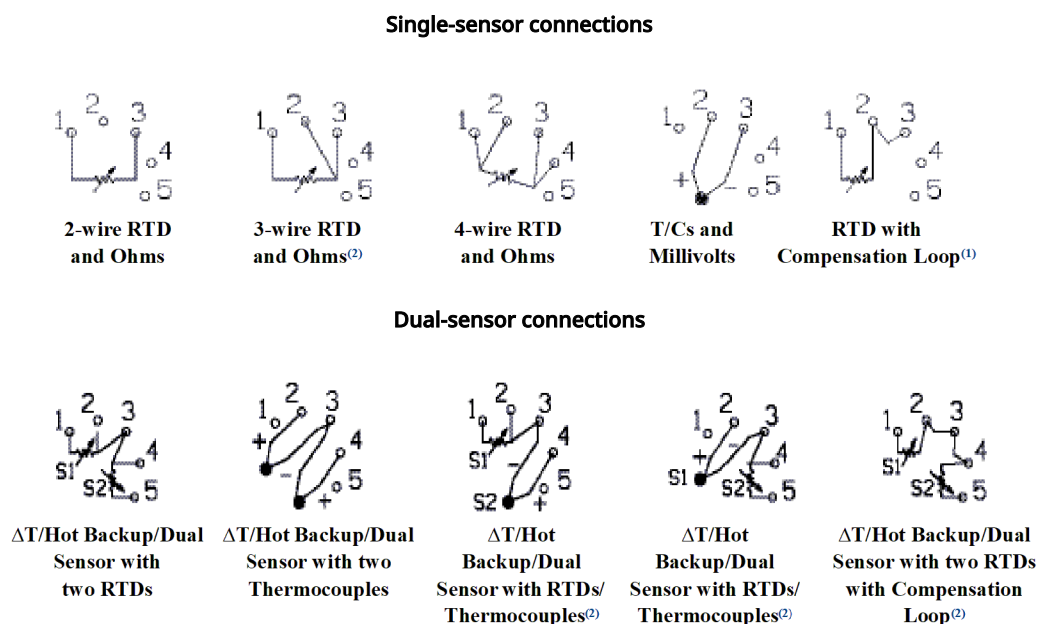 Single-sensor connections
1 2 3 4 5
1 2 3 4 5
1 2 3 4 5
1 2 3 4 5 + –
1 2 3 4 5
2-wire RTD
and Ohms
3-wire RTD
and Ohms(2)
4-wire RTD
and Ohms
T/Cs and
Millivolts
RTD with
Compensation Loop(1)
Dual-sensor connections
1 2 3 4 5 S1 S2
1 2 3 4 5 + – +
1 2 3 4 5 S1 – S2 +
1 2 3 4 5 – + S1 S2
1 2 3 4 5 S1 S2
ΔT/Hot Backup/Dual
Sensor with
two RTDs
ΔT/Hot Backup/Dual
Sensor with two
Thermocouples
ΔT/Hot
Backup/Dual
Sensor with RTDs/
Thermocouples(2)
ΔT/Hot
Backup/Dual
Sensor with RTDs/
Thermocouples(2)
ΔT/Hot Backup/Dual
Sensor with two RTDs
with Compensation
Loop(2)